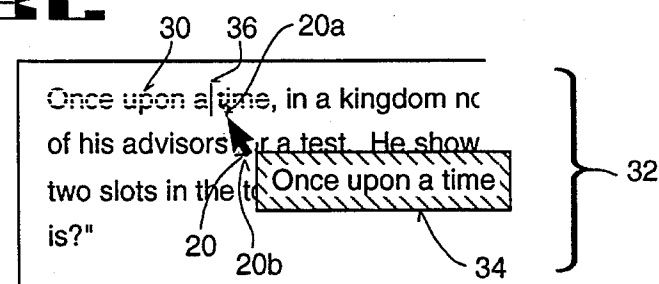 30 36 20a
Once upon a time, in a kingdom
of his advisors r a test. He show
Once upon a time
two slots in the
is?"
32
20
20b
34